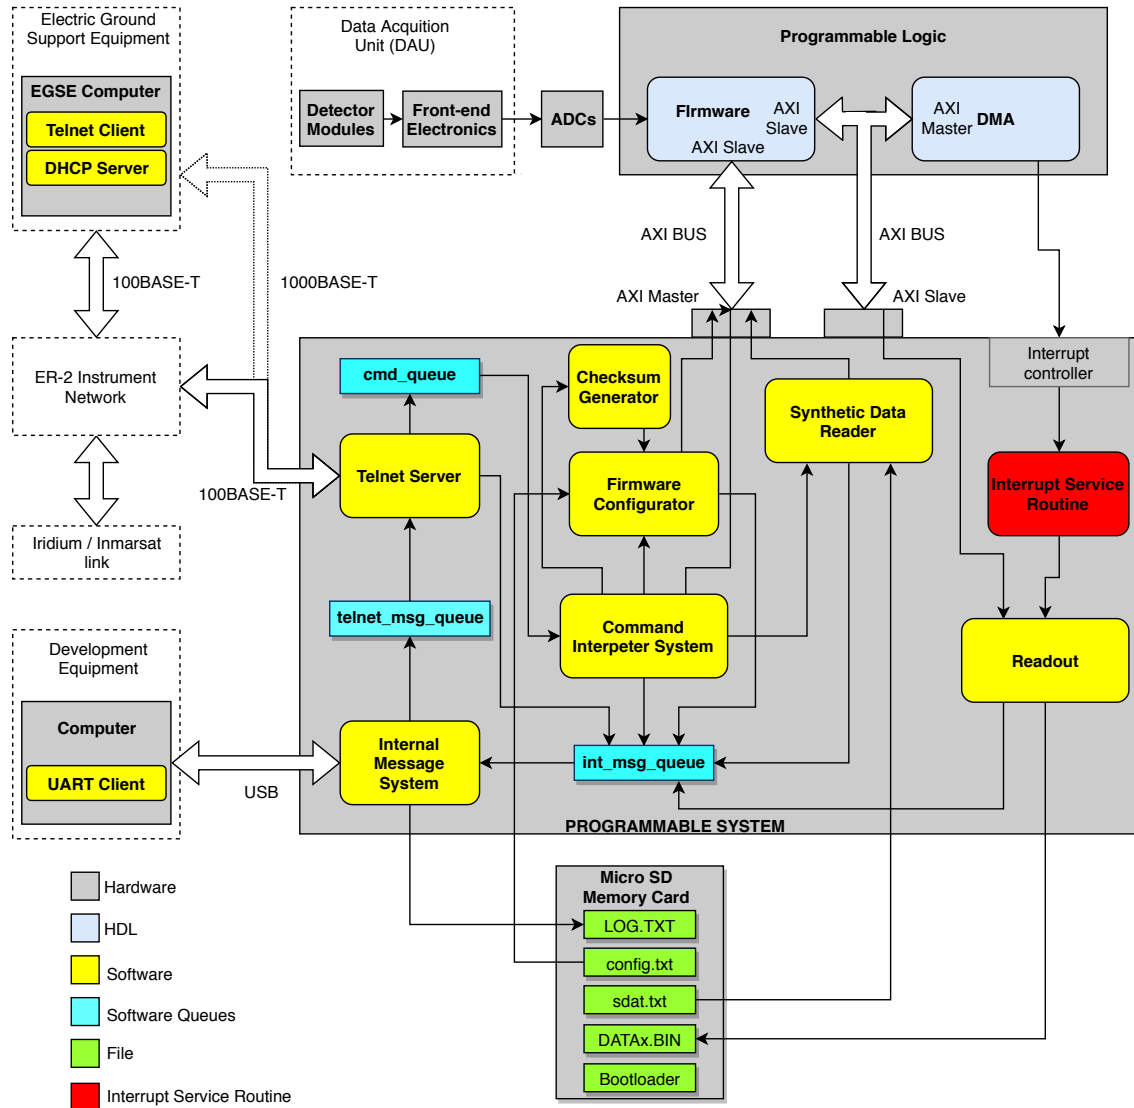 Electric Ground
Support Equipment
EGSE Computer
Telnet Client
DHCP Server
Data Acqution
Unit (DAU)
Detector
Modules
Front-end
Electronics
ADCs
Programmable Logic
FIrmware
AXI
Slave
AXI Slave
AXI
Master
DMA
AXI BUS
AXI BUS
100BASE-T
1000BASE-T
AXI Master
AXI Slave
ER-2 Instrument
Network
100BASE-T
Iridium / Inmarsat
link
cmd_queue
Checksum
Generator
Synthetic Data
Reader
Interrupt
controller
Telnet Server
Firmware
Configurator
Interrupt Service
Routine
telnet_msg_queue
Command
Interpeter System
Readout
Development
Equipment
Computer
UART Client
USB
Internal
Message
System
int_msg_queue
PROGRAMMABLE SYSTEM
Micro SD
Memory Card
LOG.TXT
config.txt
sdat.txt
DATAx.BIN
Bootloader
Hardware
HDL
Software
Software Queues
File
Interrupt Service Routine